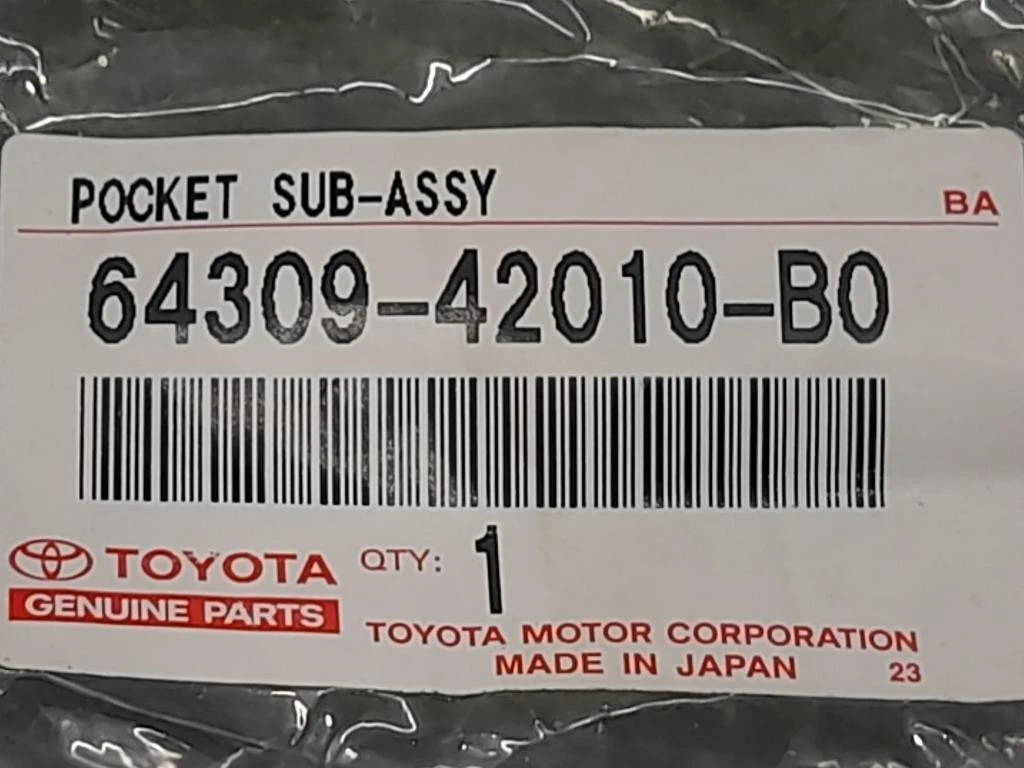 POCKET SUB-ASSY
BA
64309-42010-B0
TOYOTA
GENUINE PARTS
QTY: 1
TOYOTA MOTOR CORPORATION
MADE IN JAPAN 23